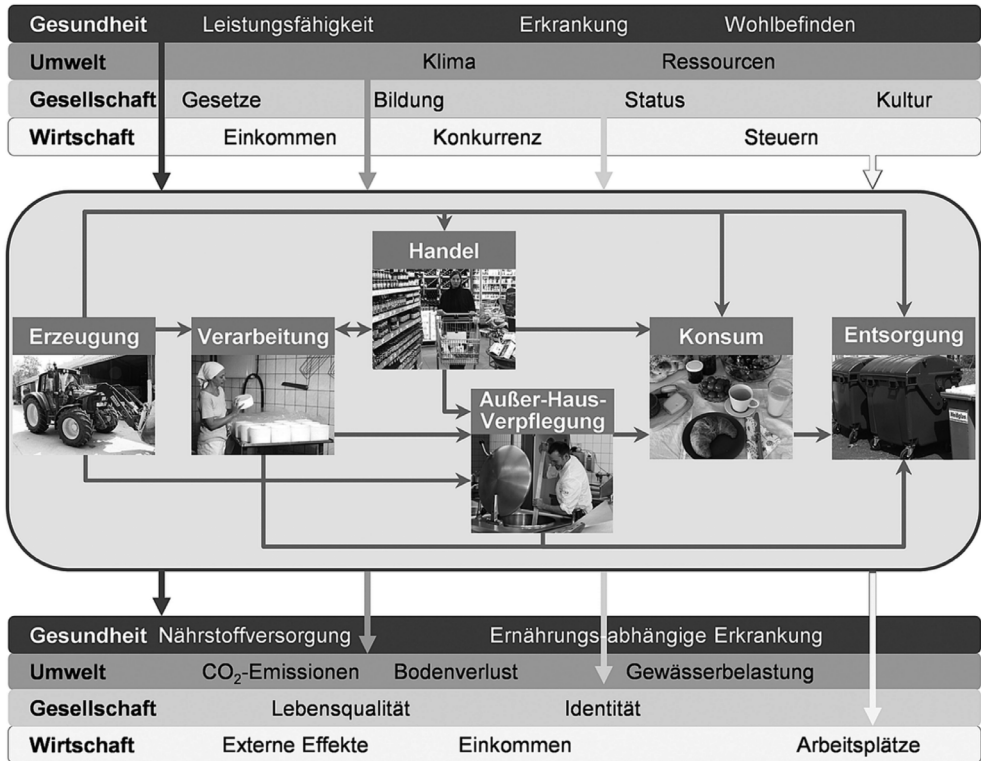 Gesundheit Leistungsfähigkeit Erkrankung Wohlbefinden
Umwelt Klima Ressourcen
Gesellschaft Gesetze Bildung Status Kultur
Wirtschaft Einkommen Konkurrenz Steuern
Handel
Erzeugung Verarbeitung Konsum Entsorgung
Außer-Haus-
Verpflegung
Gesundheit Nährstoffversorgung Ernährungs-abhängige Erkrankung
Umwelt CO₂-Emissionen Bodenverlust Gewässerbelastung
Gesellschaft Lebensqualität Identität
Wirtschaft Externe Effekte Einkommen Arbeitsplätze